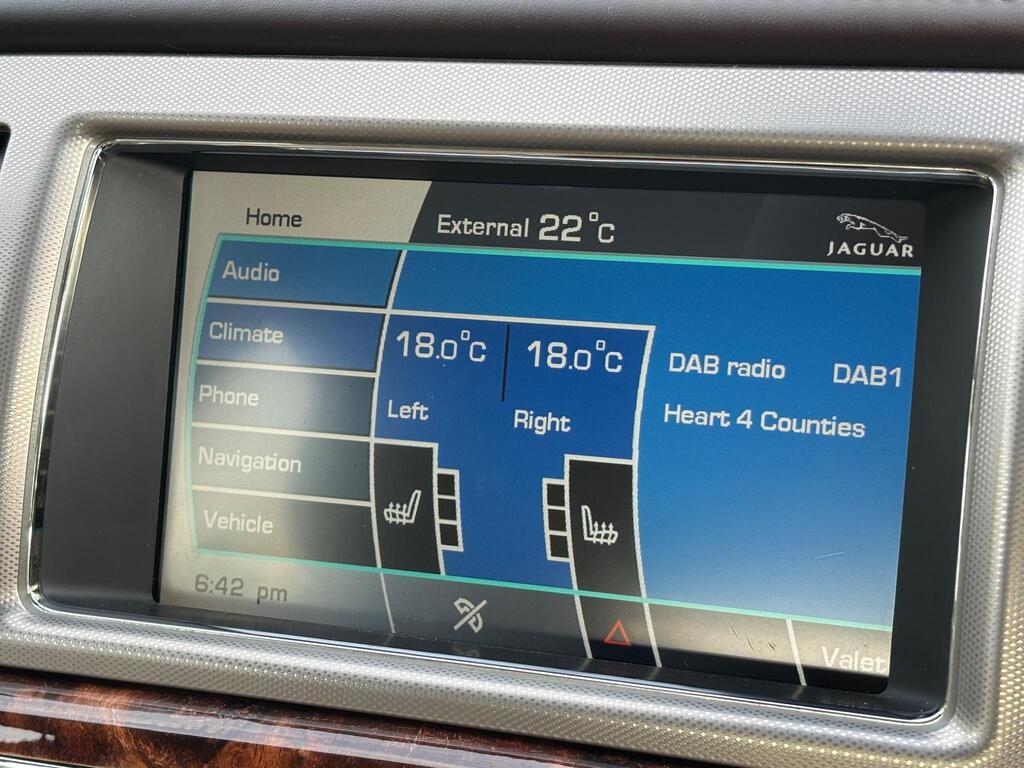 Home
External 22°C
JAGUAR
Audio
Climate
Phone
Navigation
Vehicle
18.0°C
18.0°C
Left
Right
DAB radio DAB1
Heart 4 Counties
6:42 pm
Valet